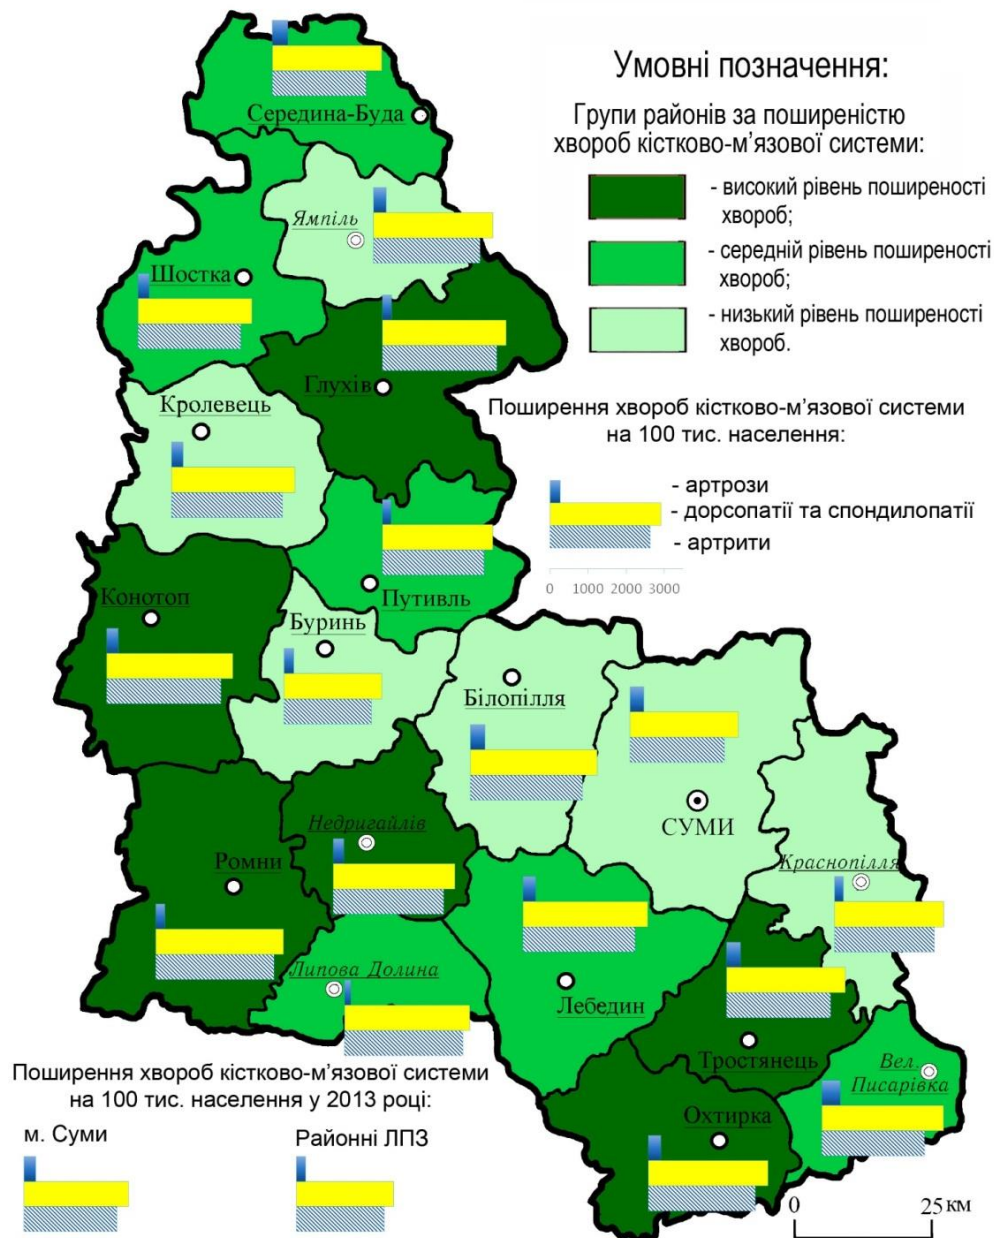 Умовні позначення:
Групи районів за поширеністю
хвороб кістково-м’язової системи:
- високий рівень поширеності
хвороб;
- середній рівень поширеності
хвороб;
- низький рівень поширеності
хвороб.
Поширення хвороб кістково-м’язової системи
на 100 тис. населення:
- артрози
- дорсопатії та спондилопатії
- артрити
0 1000 2000 3000
Середина-Буда
Ямпіль
Шостка
Глухів
Кролевець
Путивль
Конотоп
Буринь
Білопілля
СУМИ
Недригайлів
Ромни
Краснопілля
Липова Долина
Лебедин
Тростянець
Вел.
Писарівка
Охтирка
Поширення хвороб кістково-м’язової системи
на 100 тис. населення у 2013 році:
м. Суми
Районні ЛПЗ
0 25 км